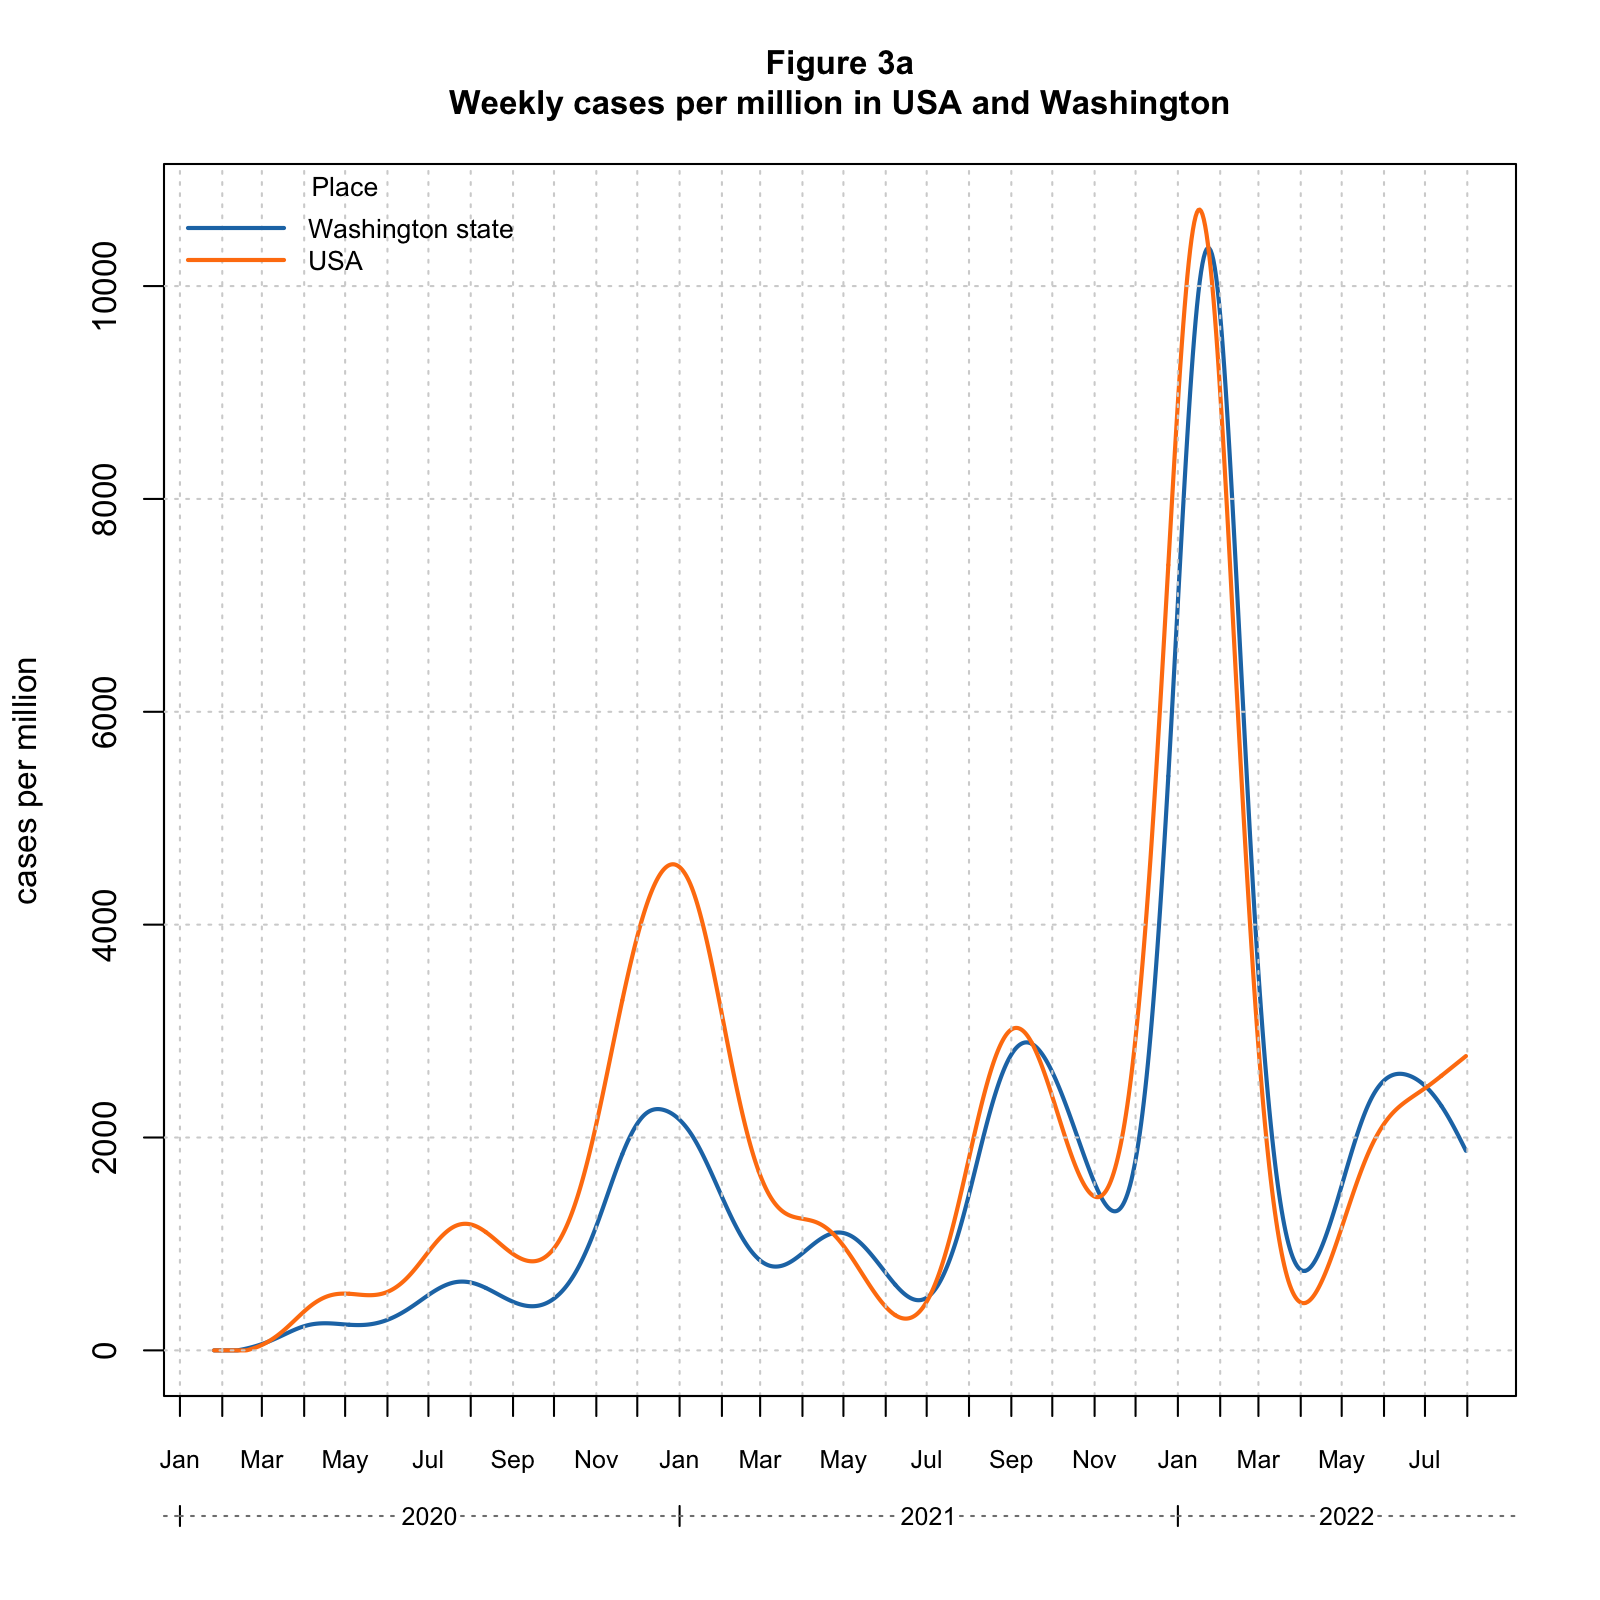 Figure 3a
Weekly cases per million in USA and Washington
Place
Washington state
USA
cases per million
10000
8000
6000
4000
2000
0
Jan Mar May Jul Sep Nov Jan Mar May Jul Sep Nov Jan Mar May Jul
2020 2021 2022